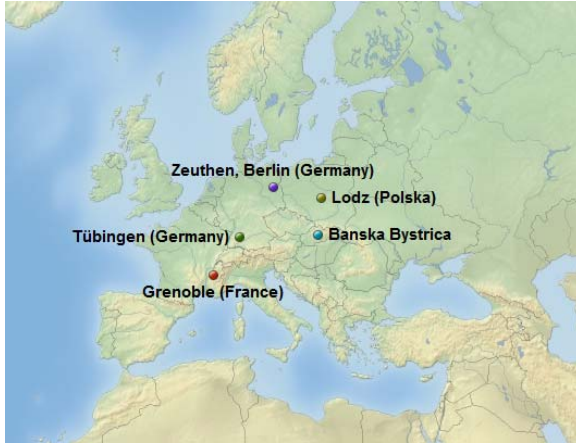 Zeuthen, Berlin (Germany)
Lodz (Polska)
Tübingen (Germany)
Banska Bystrica
Grenoble (France)